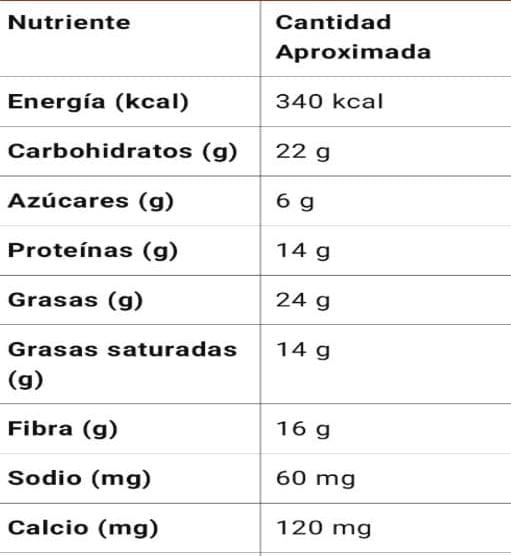 Nutriente Cantidad
Aproximada
Energía (kcal) 340 kcal
Carbohidratos (g) 22 g
Azúcares (g) 6 g
Proteínas (g) 14 g
Grasas (g) 24 g
Grasas saturadas 14 g
(g)
Fibra (g) 16 g
Sodio (mg) 60 mg
Calcio (mg) 120 mg